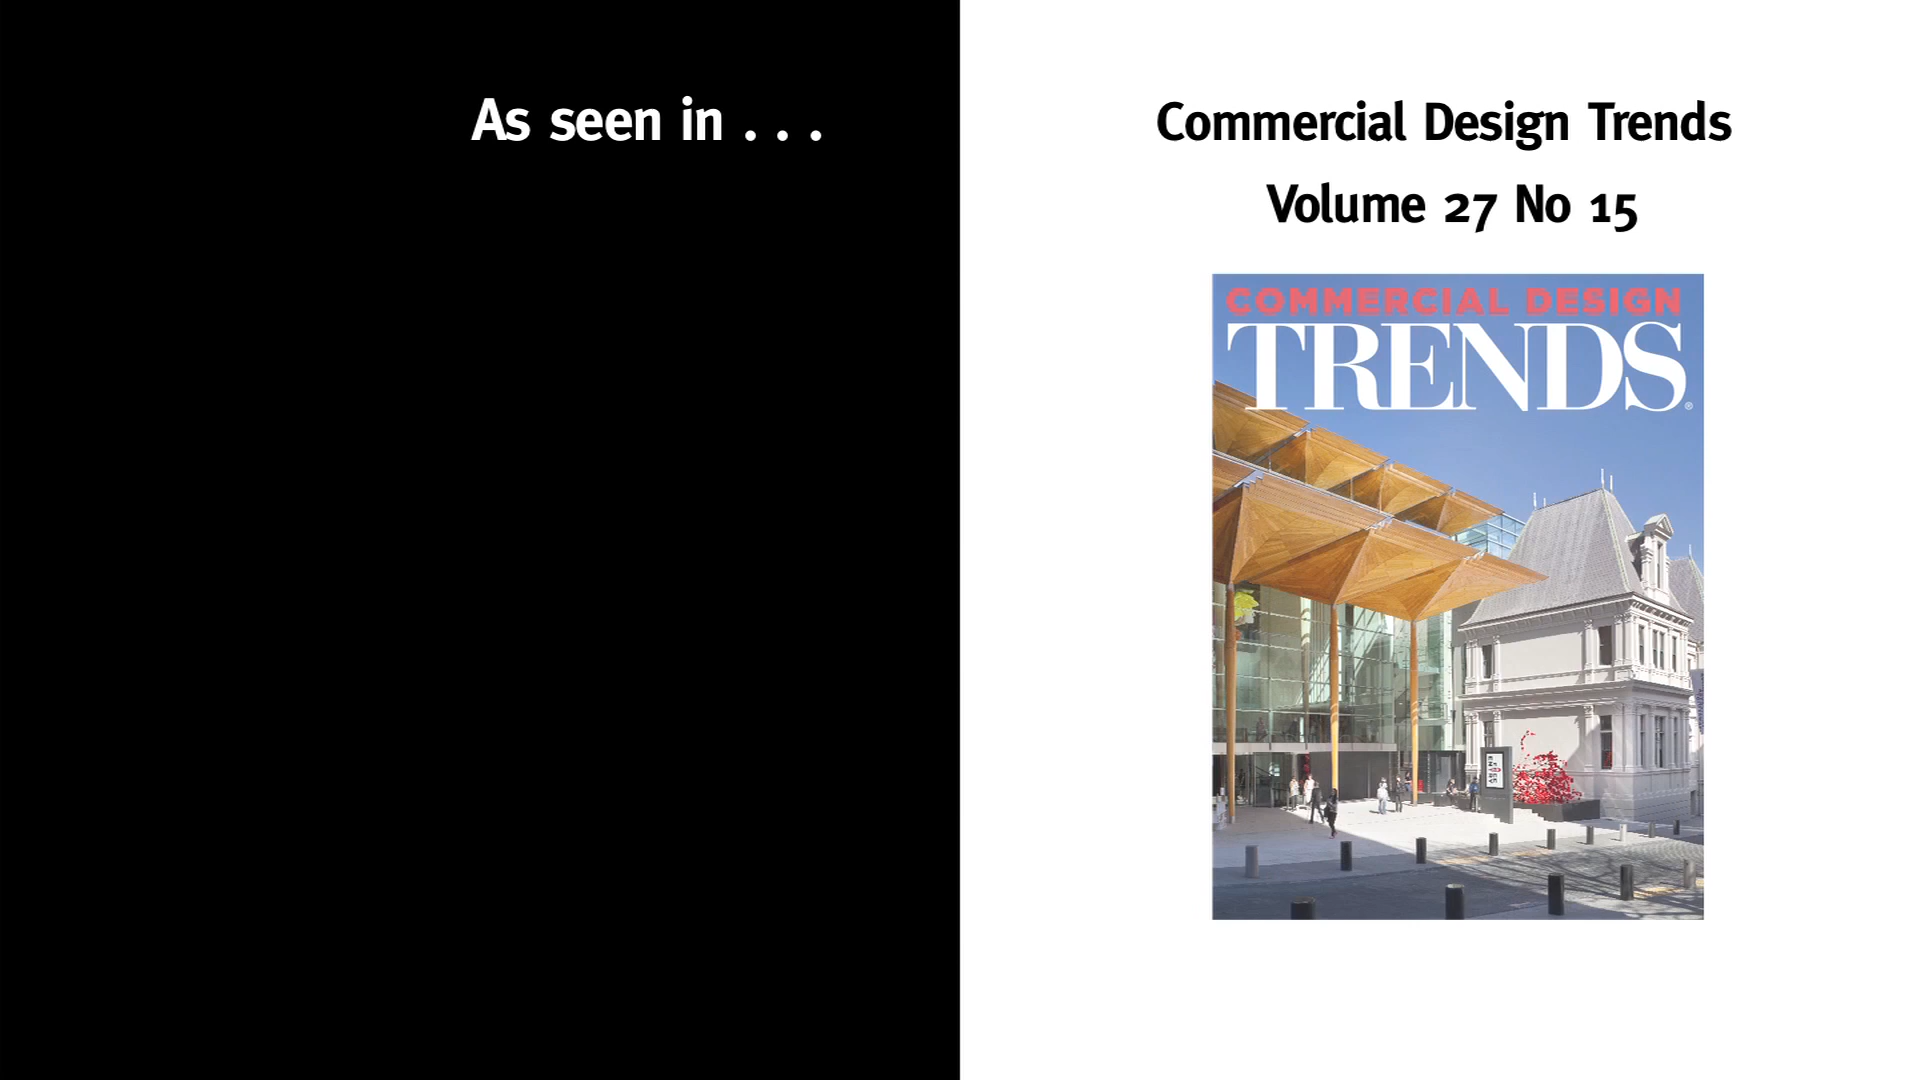 As seen in . . .
Commercial Design Trends
Volume 27 No 15
COMMERCIAL DESIGN
TRENDS®